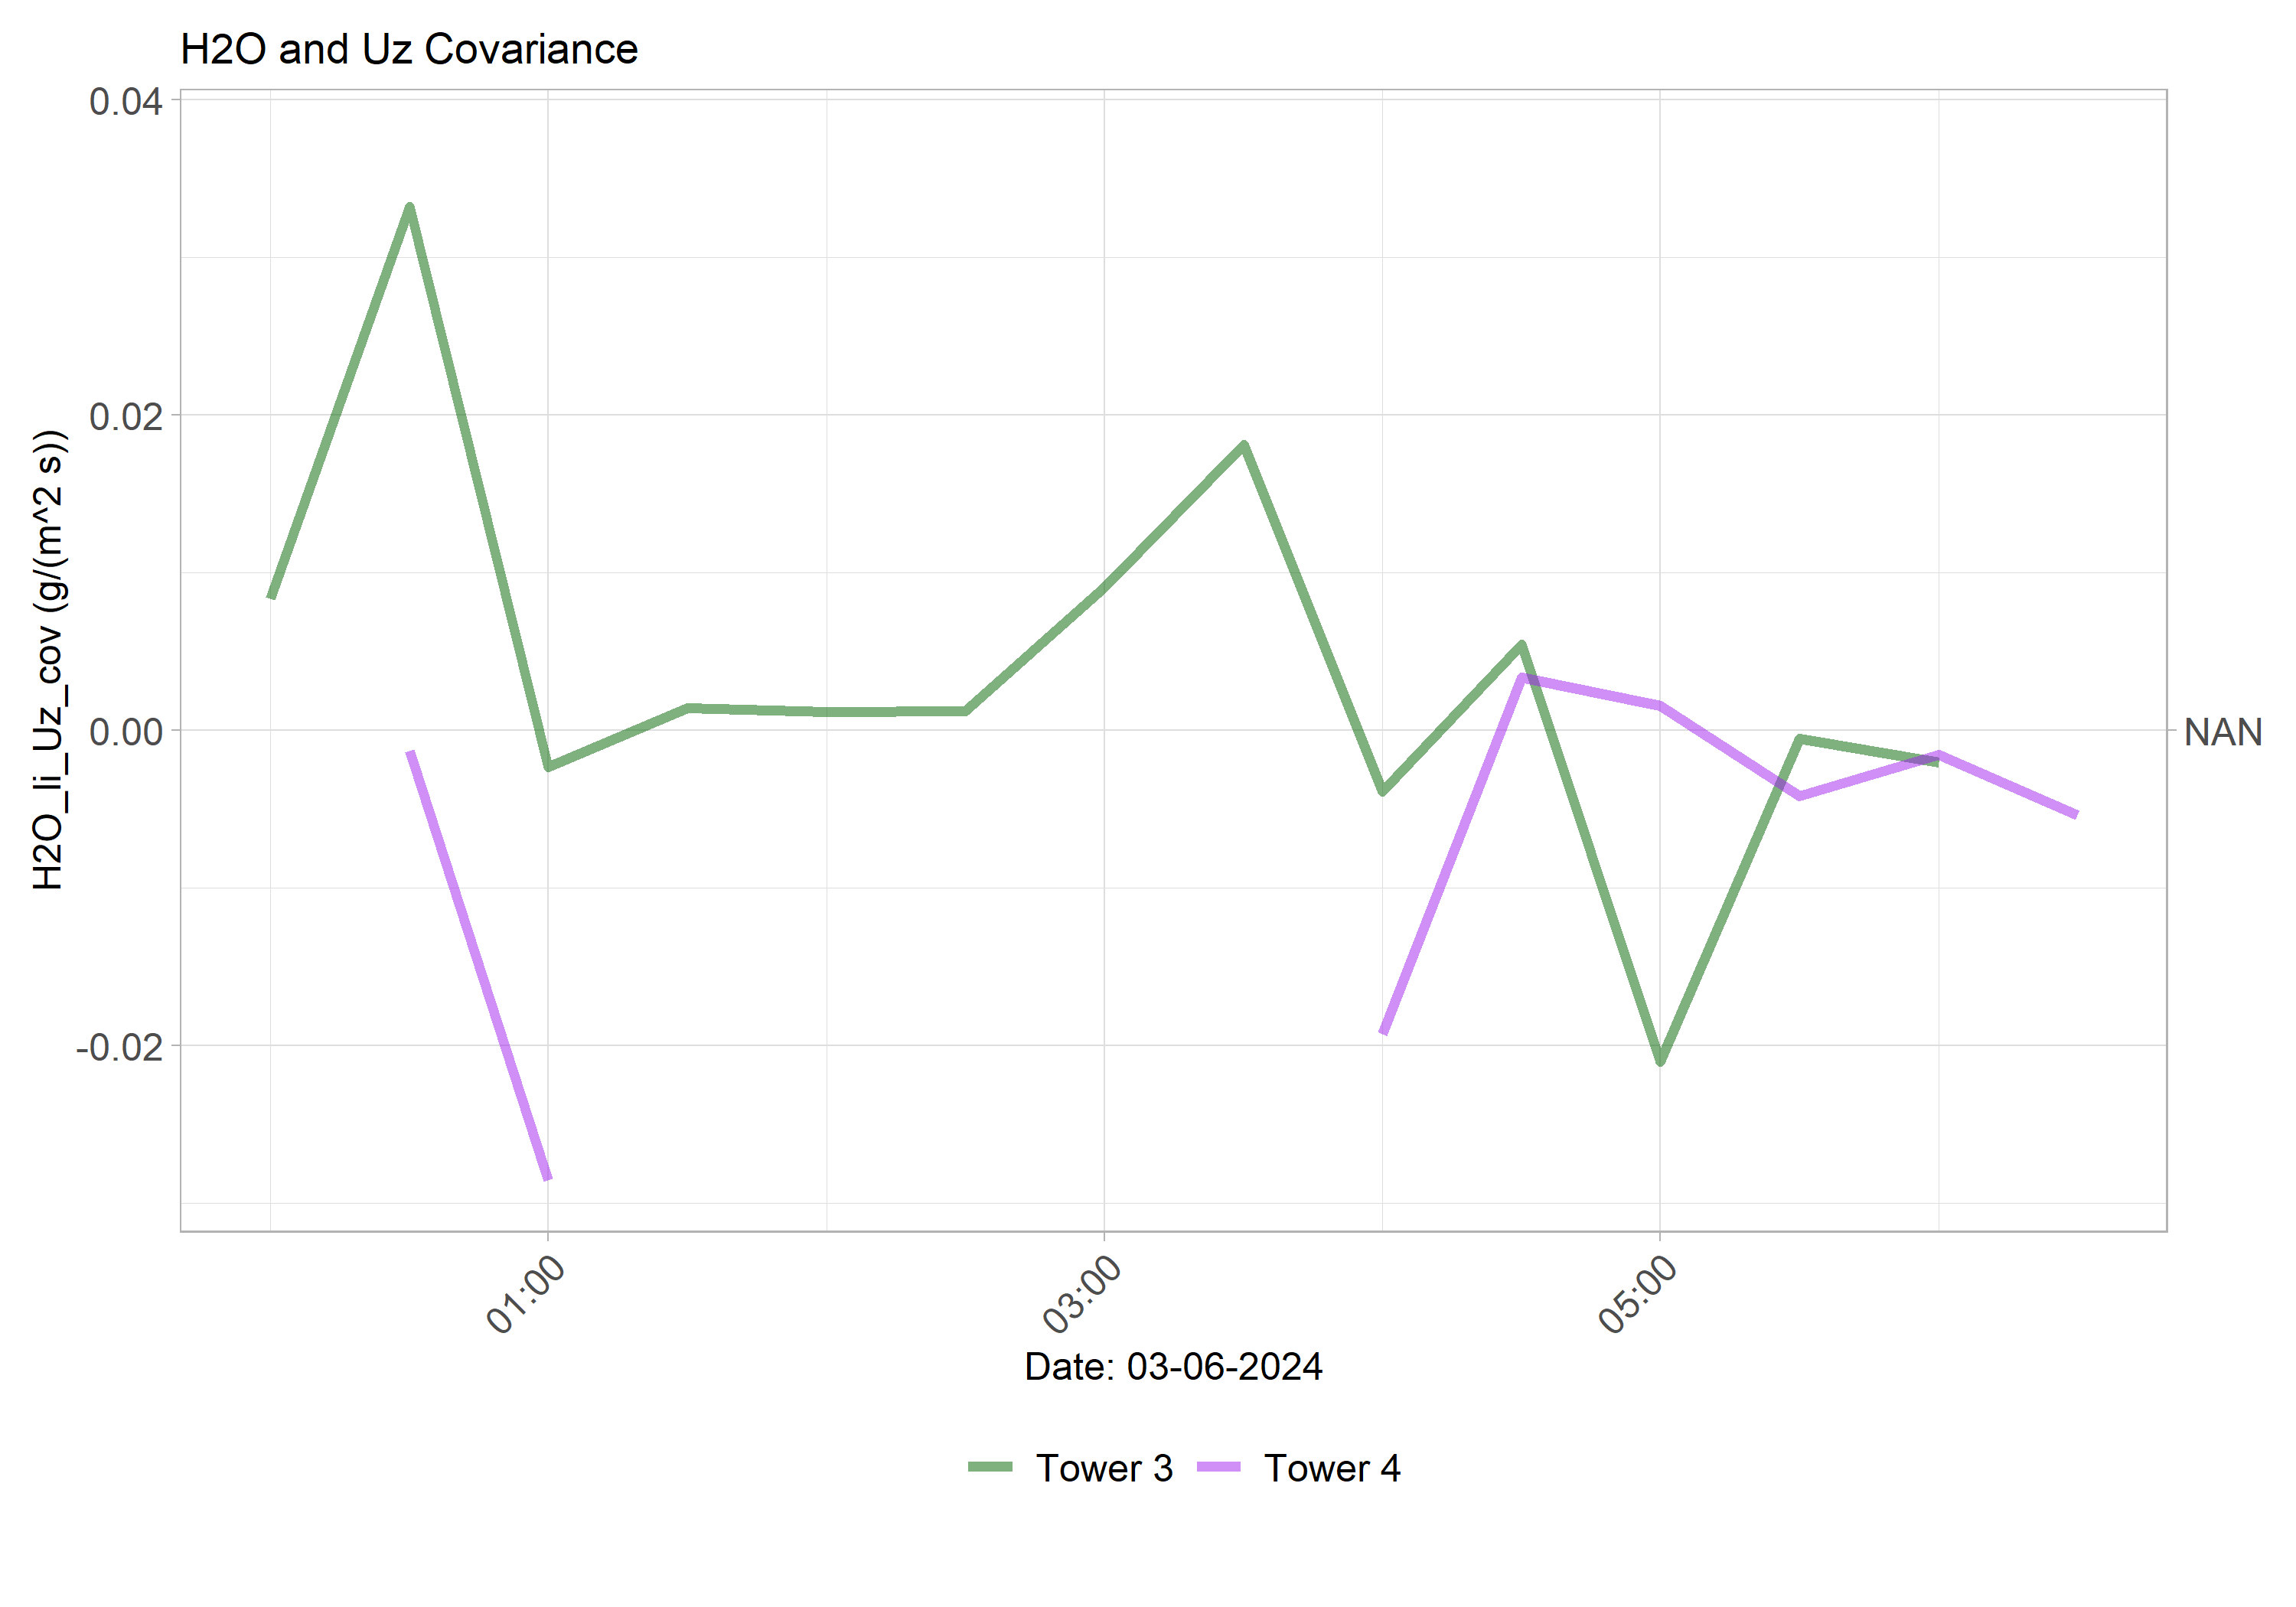 H2O and Uz Covariance
0.04
0.02
0.00
-0.02
H2O_li_Uz_cov (g/(m^2 s))
NAN
01:00
03:00
05:00
Date: 03-06-2024
Tower 3
Tower 4